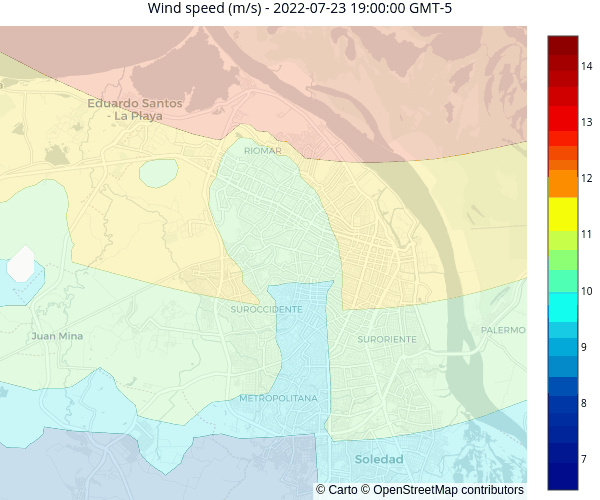 Wind speed (m/s) - 2022-07-23 19:00:00 GMT-5
14
Eduardo Santos
- La Playa
13
RIOMAR
12
11
10
SUROCCIDENTE
PALERMO
Juan Mina
SURORIENTE
9
METROPOLITANA
8
Soledad
7
© Carto © OpenStreetMap contributors